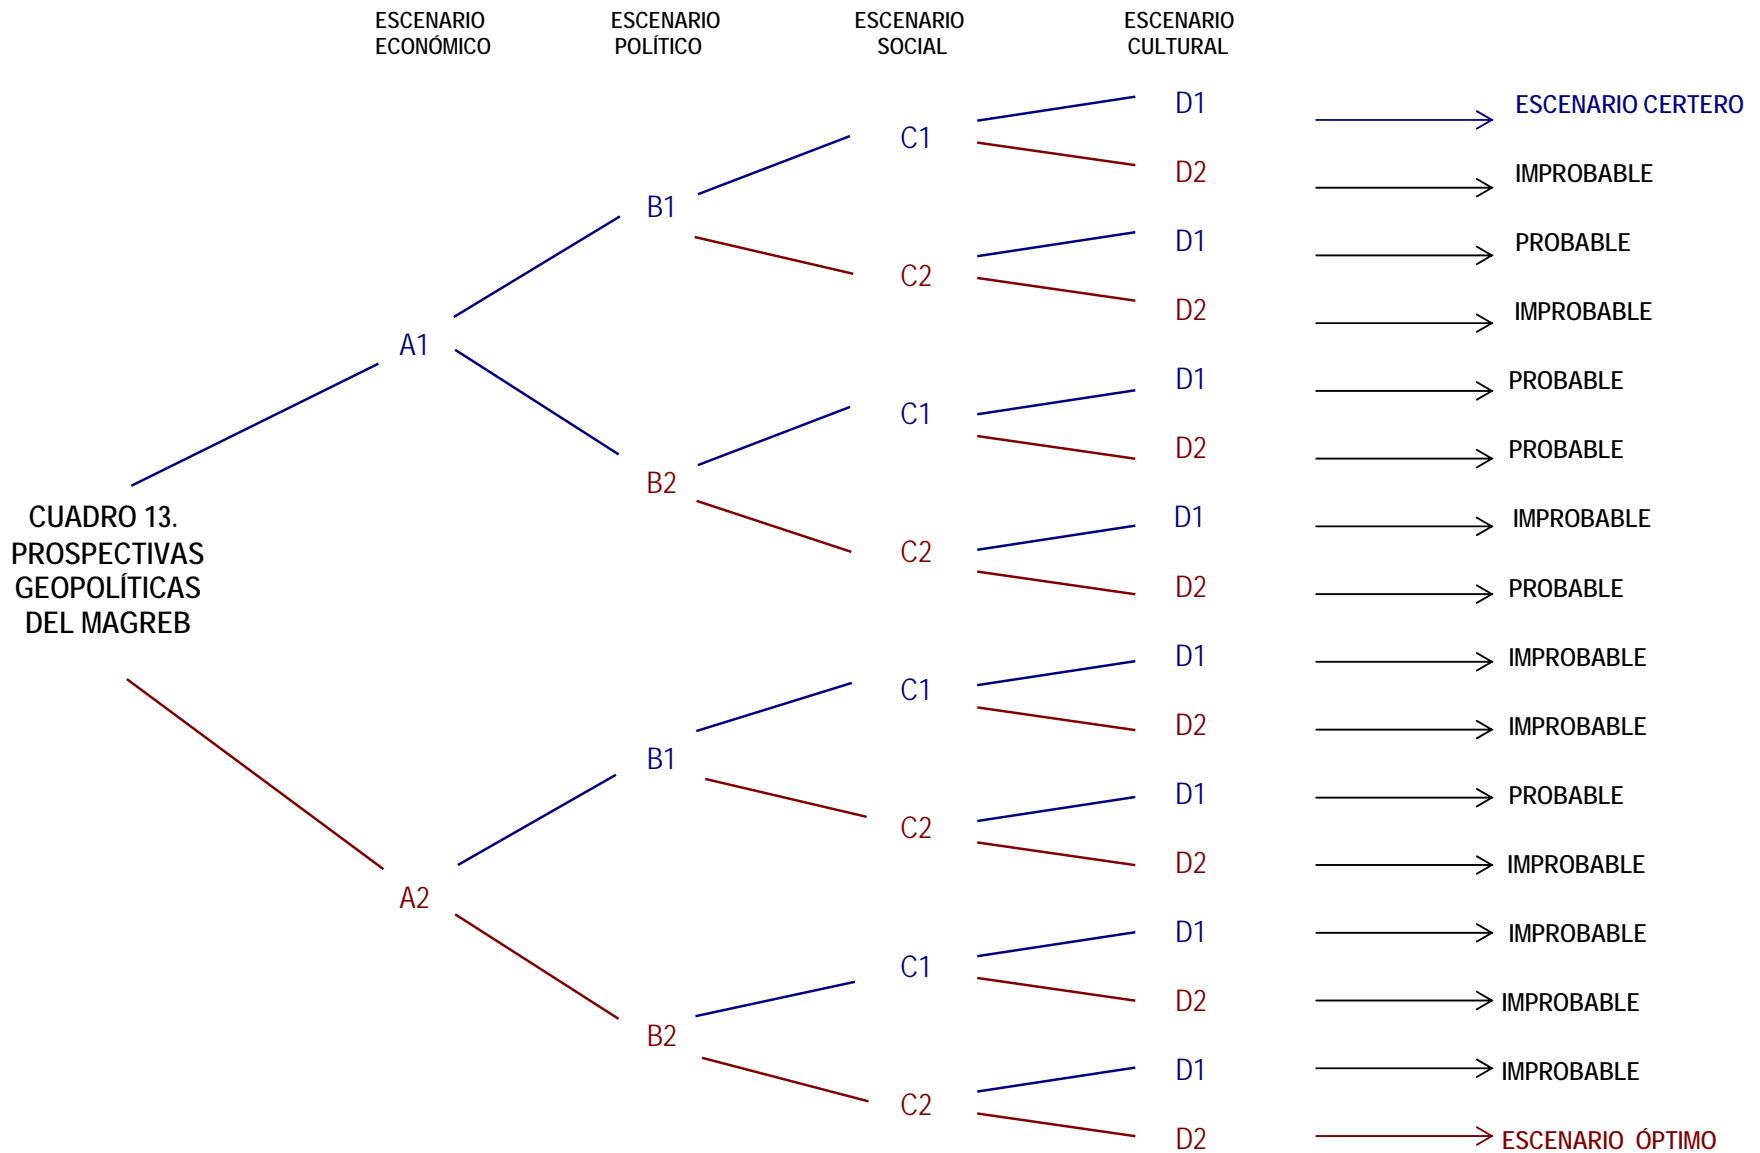 ESCENARIO ECONÓMICO
ESCENARIO POLÍTICO
ESCENARIO SOCIAL
ESCENARIO CULTURAL
CUADRO 13.
PROSPECTIVAS
GEOPOLÍTICAS
DEL MAGREB
A1
A2
B1
B2
B1
B2
C1
C2
C1
C2
C1
C2
C1
C2
D1 ESCENARIO CERTERO
D2 IMPROBABLE
D1 PROBABLE
D2 IMPROBABLE
D1 PROBABLE
D2 PROBABLE
D1 IMPROBABLE
D2 PROBABLE
D1 IMPROBABLE
D2 IMPROBABLE
D1 PROBABLE
D2 IMPROBABLE
D1 IMPROBABLE
D2 IMPROBABLE
D1 IMPROBABLE
D2 ESCENARIO ÓPTIMO